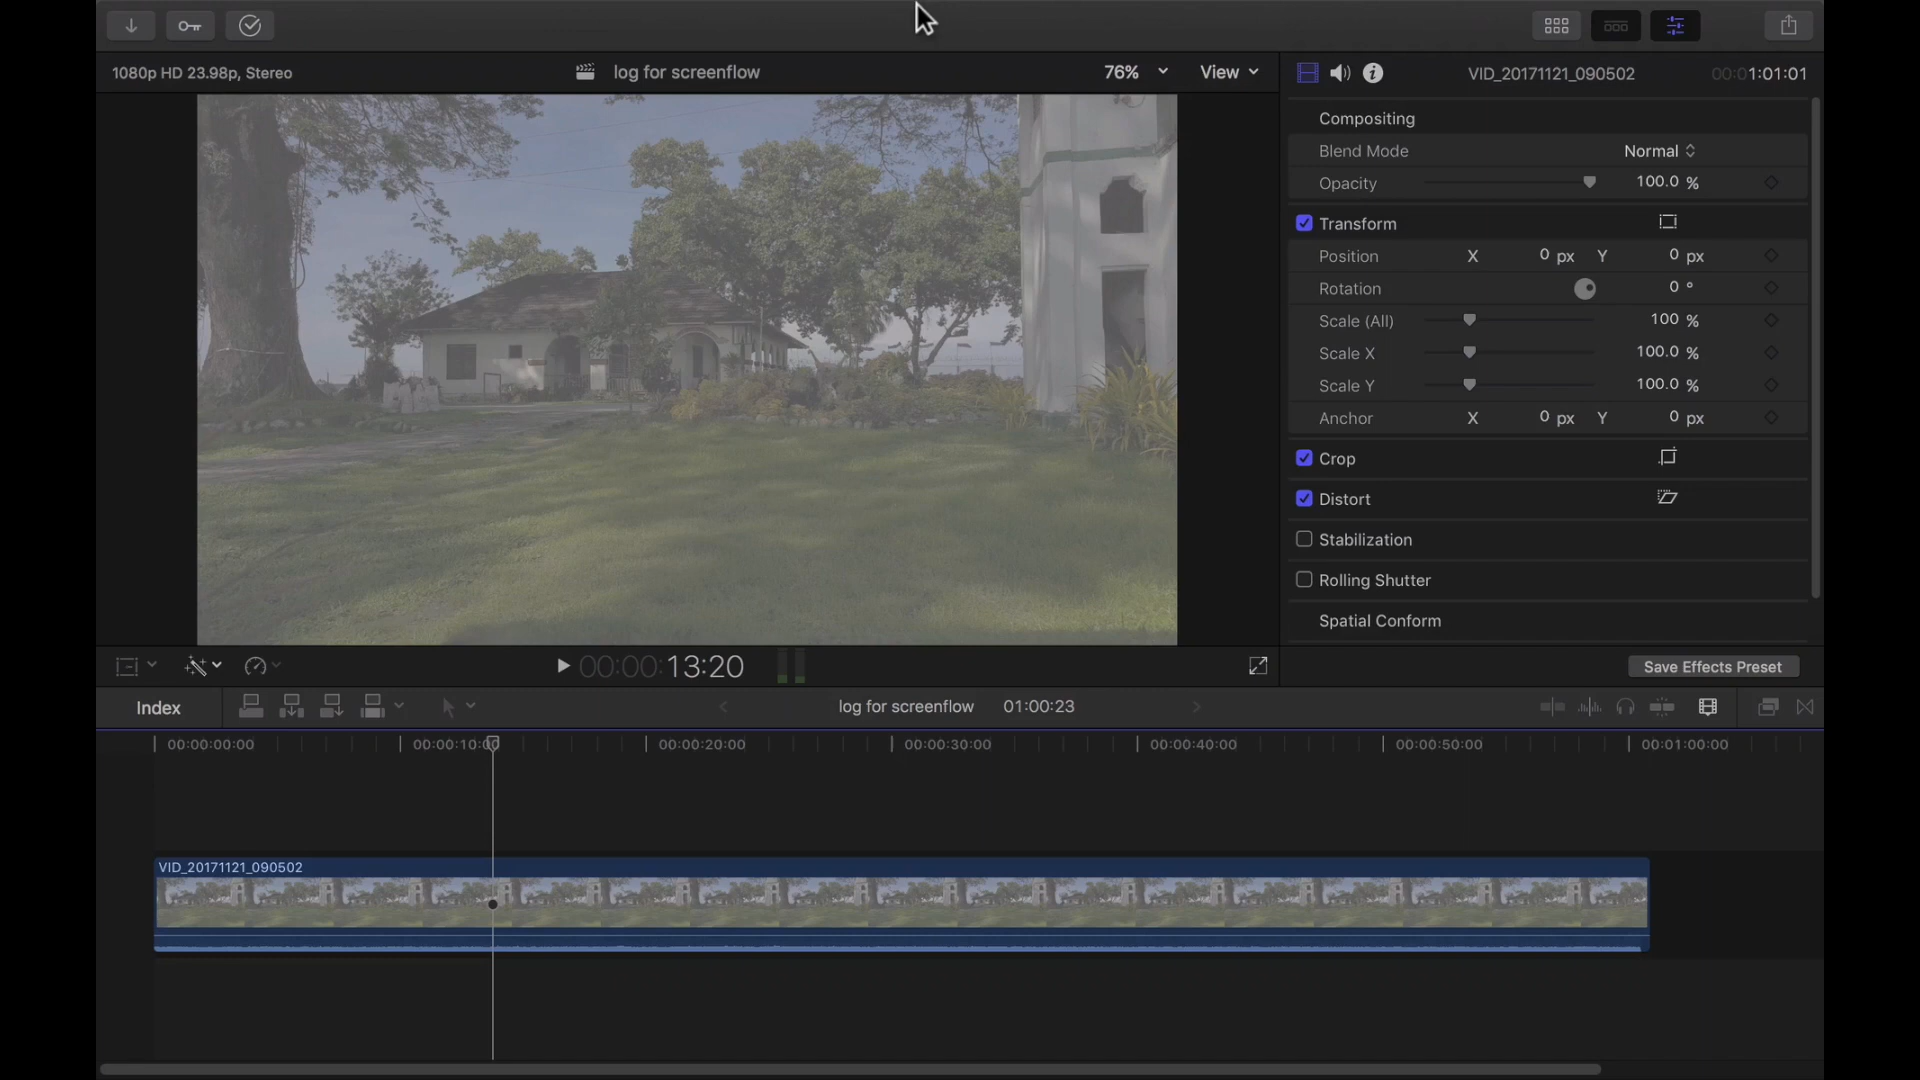 1080p HD 23.98p, Stereo
log for screenflow
76%
View
VID_20171121_090502
00:01:01:01
Compositing
Blend Mode
Normal
Opacity
100.0 %
Transform
Position X 0 px Y 0 px
Rotation 0 °
Scale (All) 100 %
Scale X 100.0 %
Scale Y 100.0 %
Anchor X 0 px Y 0 px
Crop
Distort
Stabilization
Rolling Shutter
Spatial Conform
00:00:13:20
Save Effects Preset
Index
log for screenflow
01:00:23
00:00:00:00
00:00:10:00
00:00:20:00
00:00:30:00
00:00:40:00
00:00:50:00
00:01:00:00
VID_20171121_090502